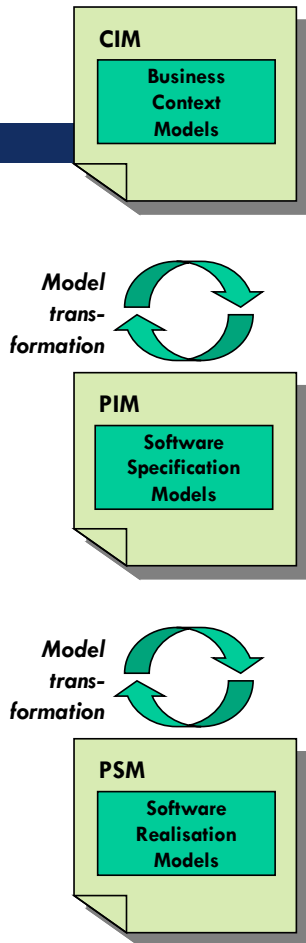 CIM
Business
Context
Models
Model
trans-
formation
PIM
Software
Specification
Models
Model
trans-
formation
PSM
Software
Realisation
Models